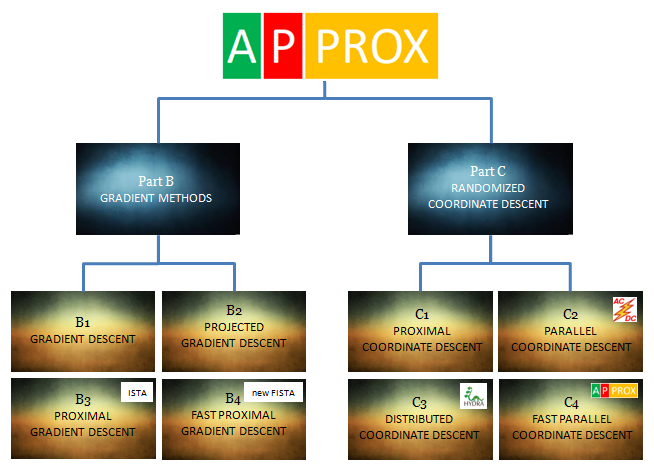 A P PROX
Part B
GRADIENT METHODS
Part C
RANDOMIZED
COORDINATE DESCENT
B1
GRADIENT DESCENT
B2
PROJECTED
GRADIENT DESCENT
C1
PROXIMAL
COORDINATE DESCENT
C2
AC
DC
PARALLEL
COORDINATE DESCENT
B3
ISTA
PROXIMAL
GRADIENT DESCENT
B4
new FISTA
FAST PROXIMAL
GRADIENT DESCENT
C3
HYDRA
DISTRIBUTED
COORDINATE DESCENT
C4
A P PROX
FAST PARALLEL
COORDINATE DESCENT